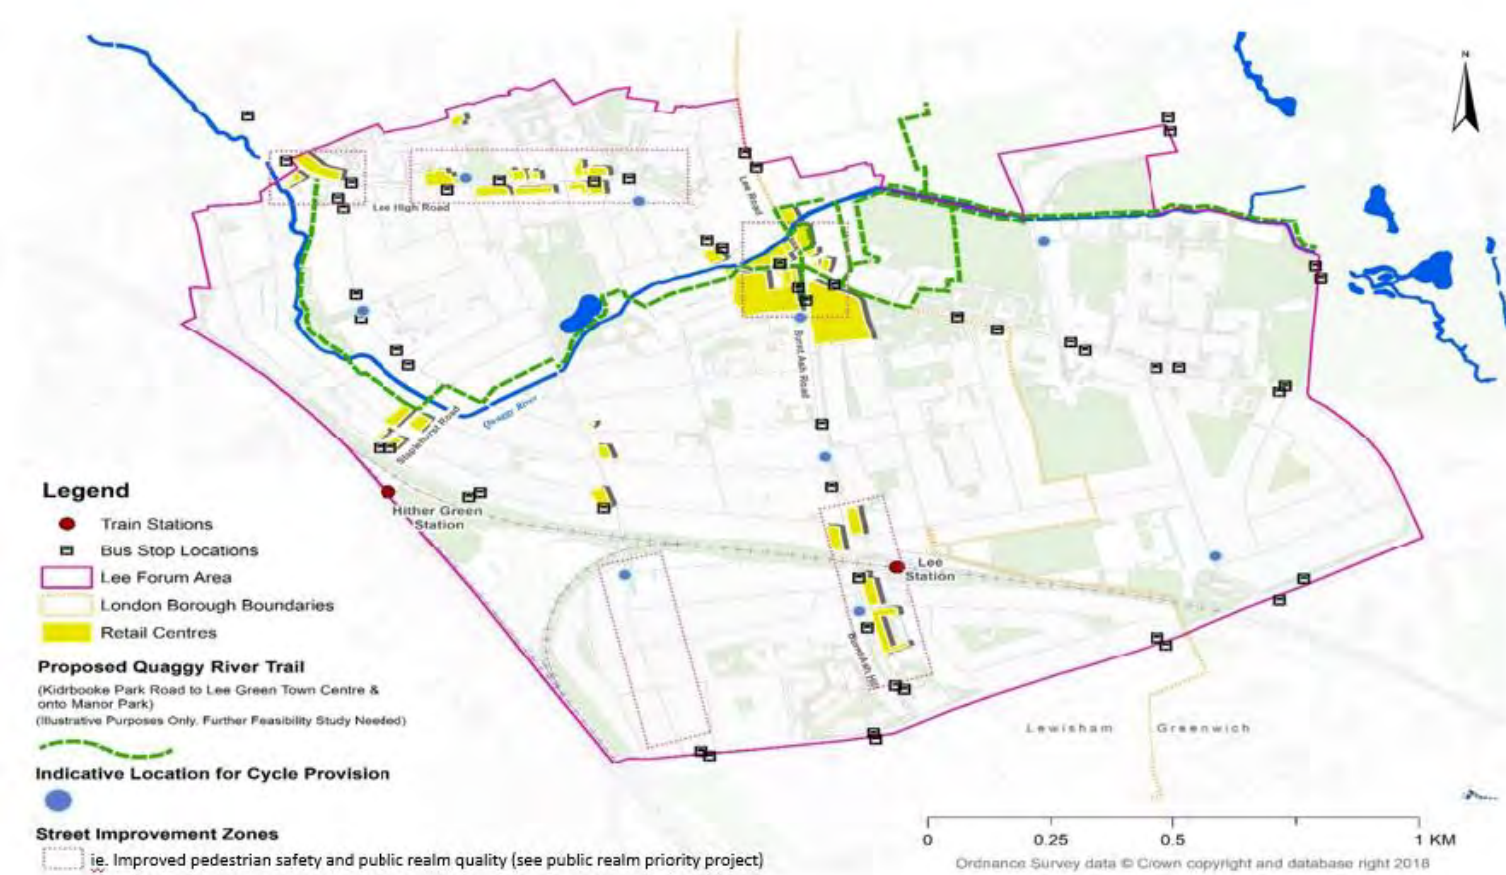 N
Lee High Road
Lee Road
Burnt Ash Road
Quaggy River
Staplehurst Road
Hither Green
Station
Lee
Station
Burnt Ash Hill
Lewisham
Greenwich
Legend
Train Stations
Bus Stop Locations
Lee Forum Area
London Borough Boundaries
Retail Centres
Proposed Quaggy River Trail
(Kidrbooke Park Road to Lee Green Town Centre &
onto Manor Park)
(Illustrative Purposes Only. Further Feasibility Study Needed)
Indicative Location for Cycle Provision
Street Improvement Zones
ie. Improved pedestrian safety and public realm quality (see public realm priority project)
0 0.25 0.5 1 KM
Ordnance Survey data © Crown copyright and database right 2018